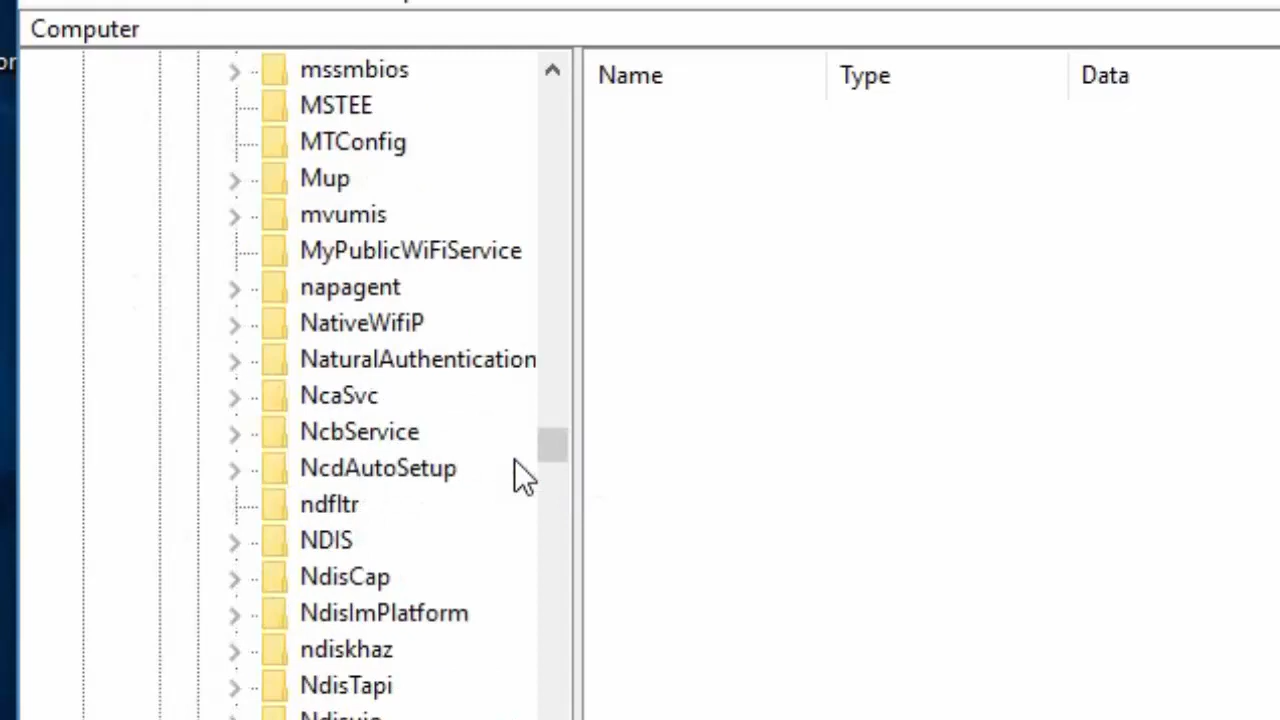 Computer
mssmbios
MSTEE
MTConfig
Mup
mvumis
MyPublicWiFiService
napagent
NativeWifiP
NaturalAuthentication
NcaSvc
NcbService
NcdAutoSetup
ndfltr
NDIS
NdisCap
NdisImPlatform
ndiskhaz
NdisTapi
Name Type Data